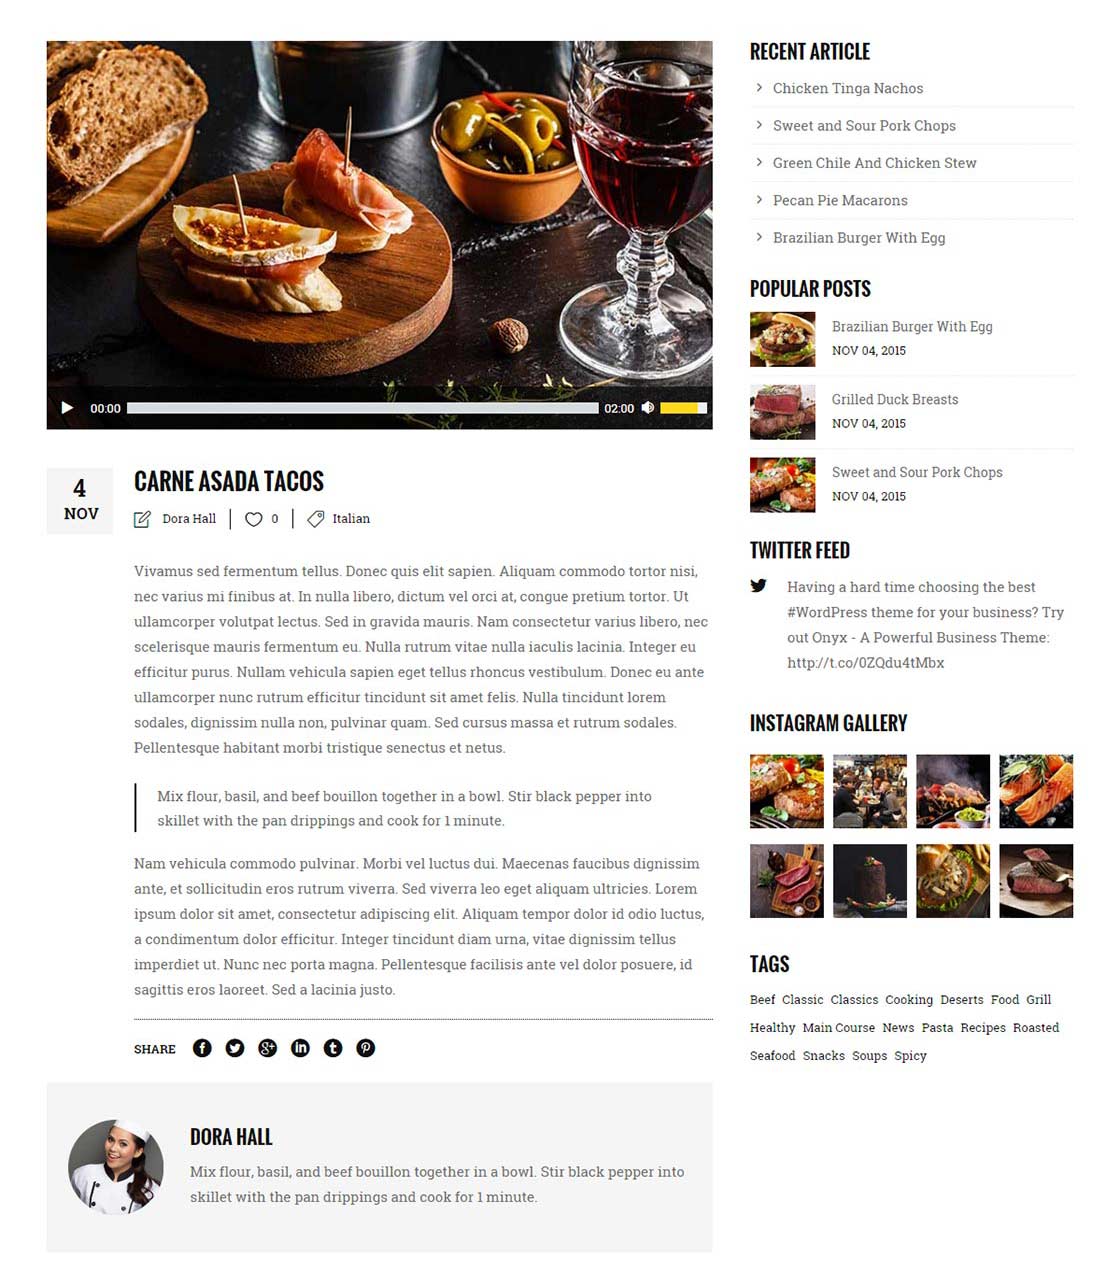 00:00 02:00
4
NOV
CARNE ASADA TACOS
Dora Hall | 0 | Italian
Vivamus sed fermentum tellus. Donec quis elit sapien. Aliquam commodo tortor nisi,
nec varius mi finibus at. In nulla libero, dictum vel orci at, congue pretium tortor. Ut
ullamcorper volutpat lectus. Sed in gravida mauris. Nam consectetur varius libero, nec
scelerisque mauris fermentum eu. Nulla rutrum vitae nulla iaculis lacinia. Integer eu
efficitur purus. Nullam vehicula sapien eget tellus rhoncus vestibulum. Donec eu ante
ullamcorper nunc rutrum efficitur tincidunt sit amet felis. Nulla tincidunt lorem
sodales, dignissim nulla non, pulvinar quam. Sed cursus massa et rutrum sodales.
Pellentesque habitant morbi tristique senectus et netus.
Mix flour, basil, and beef bouillon together in a bowl. Stir black pepper into
skillet with the pan drippings and cook for 1 minute.
Nam vehicula commodo pulvinar. Morbi vel luctus dui. Maecenas faucibus dignissim
ante, et sollicitudin eros rutrum viverra. Sed viverra leo eget aliquam ultricies. Lorem
ipsum dolor sit amet, consectetur adipiscing elit. Aliquam tempor dolor id odio luctus,
a condimentum dolor efficitur. Integer tincidunt diam urna, vitae dignissim tellus
imperdiet ut. Nunc nec porta magna. Pellentesque facilisis ante vel dolor posuere, id
sagittis eros laoreet. Sed a lacinia justo.
SHARE
DORA HALL
Mix flour, basil, and beef bouillon together in a bowl. Stir black pepper into
skillet with the pan drippings and cook for 1 minute.
RECENT ARTICLE
Chicken Tinga Nachos
Sweet and Sour Pork Chops
Green Chile And Chicken Stew
Pecan Pie Macarons
Brazilian Burger With Egg
POPULAR POSTS
Brazilian Burger With Egg
NOV 04, 2015
Grilled Duck Breasts
NOV 04, 2015
Sweet and Sour Pork Chops
NOV 04, 2015
TWITTER FEED
Having a hard time choosing the best
#WordPress theme for your business? Try
out Onyx - A Powerful Business Theme:
http://t.co/0ZQdu4tMbx
INSTAGRAM GALLERY
TAGS
Beef Classic Classics Cooking Deserts Food Grill
Healthy Main Course News Pasta Recipes Roasted
Seafood Snacks Soups Spicy